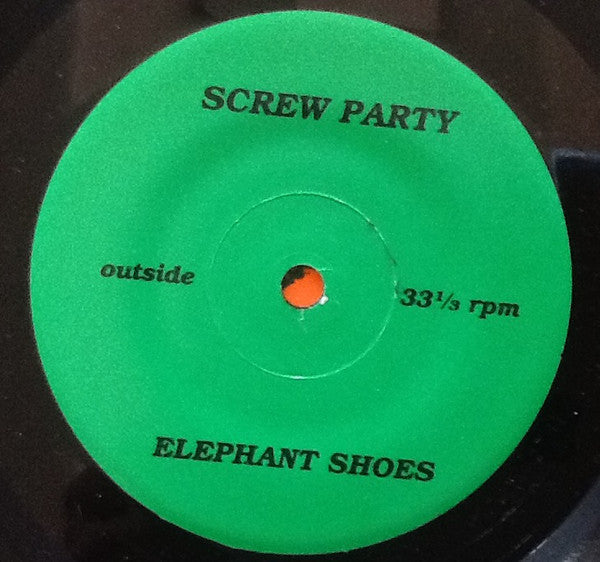 SCREW PARTY
outside
33⅓ rpm
ELEPHANT SHOES